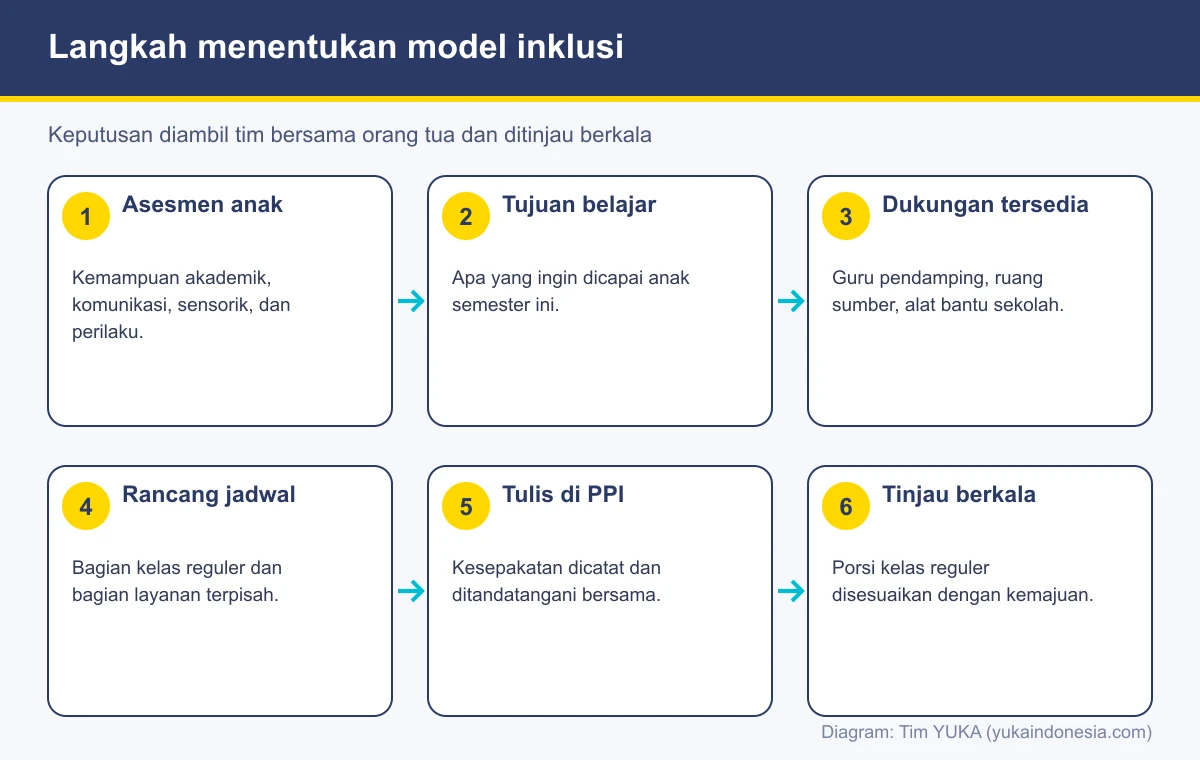 Langkah menentukan model inklusi
Keputusan diambil tim bersama orang tua dan ditinjau berkala
1
Asesmen anak
Kemampuan akademik,
komunikasi, sensorik, dan
perilaku.
2
Tujuan belajar
Apa yang ingin dicapai anak
semester ini.
3
Dukungan tersedia
Guru pendamping, ruang
sumber, alat bantu sekolah.
4
Rancang jadwal
Bagian kelas reguler dan
bagian layanan terpisah.
5
Tulis di PPI
Kesepakatan dicatat dan
ditandatangani bersama.
6
Tinjau berkala
Porsi kelas reguler
disesuaikan dengan kemajuan.
Diagram: Tim YUKA (yukaindonesia.com)